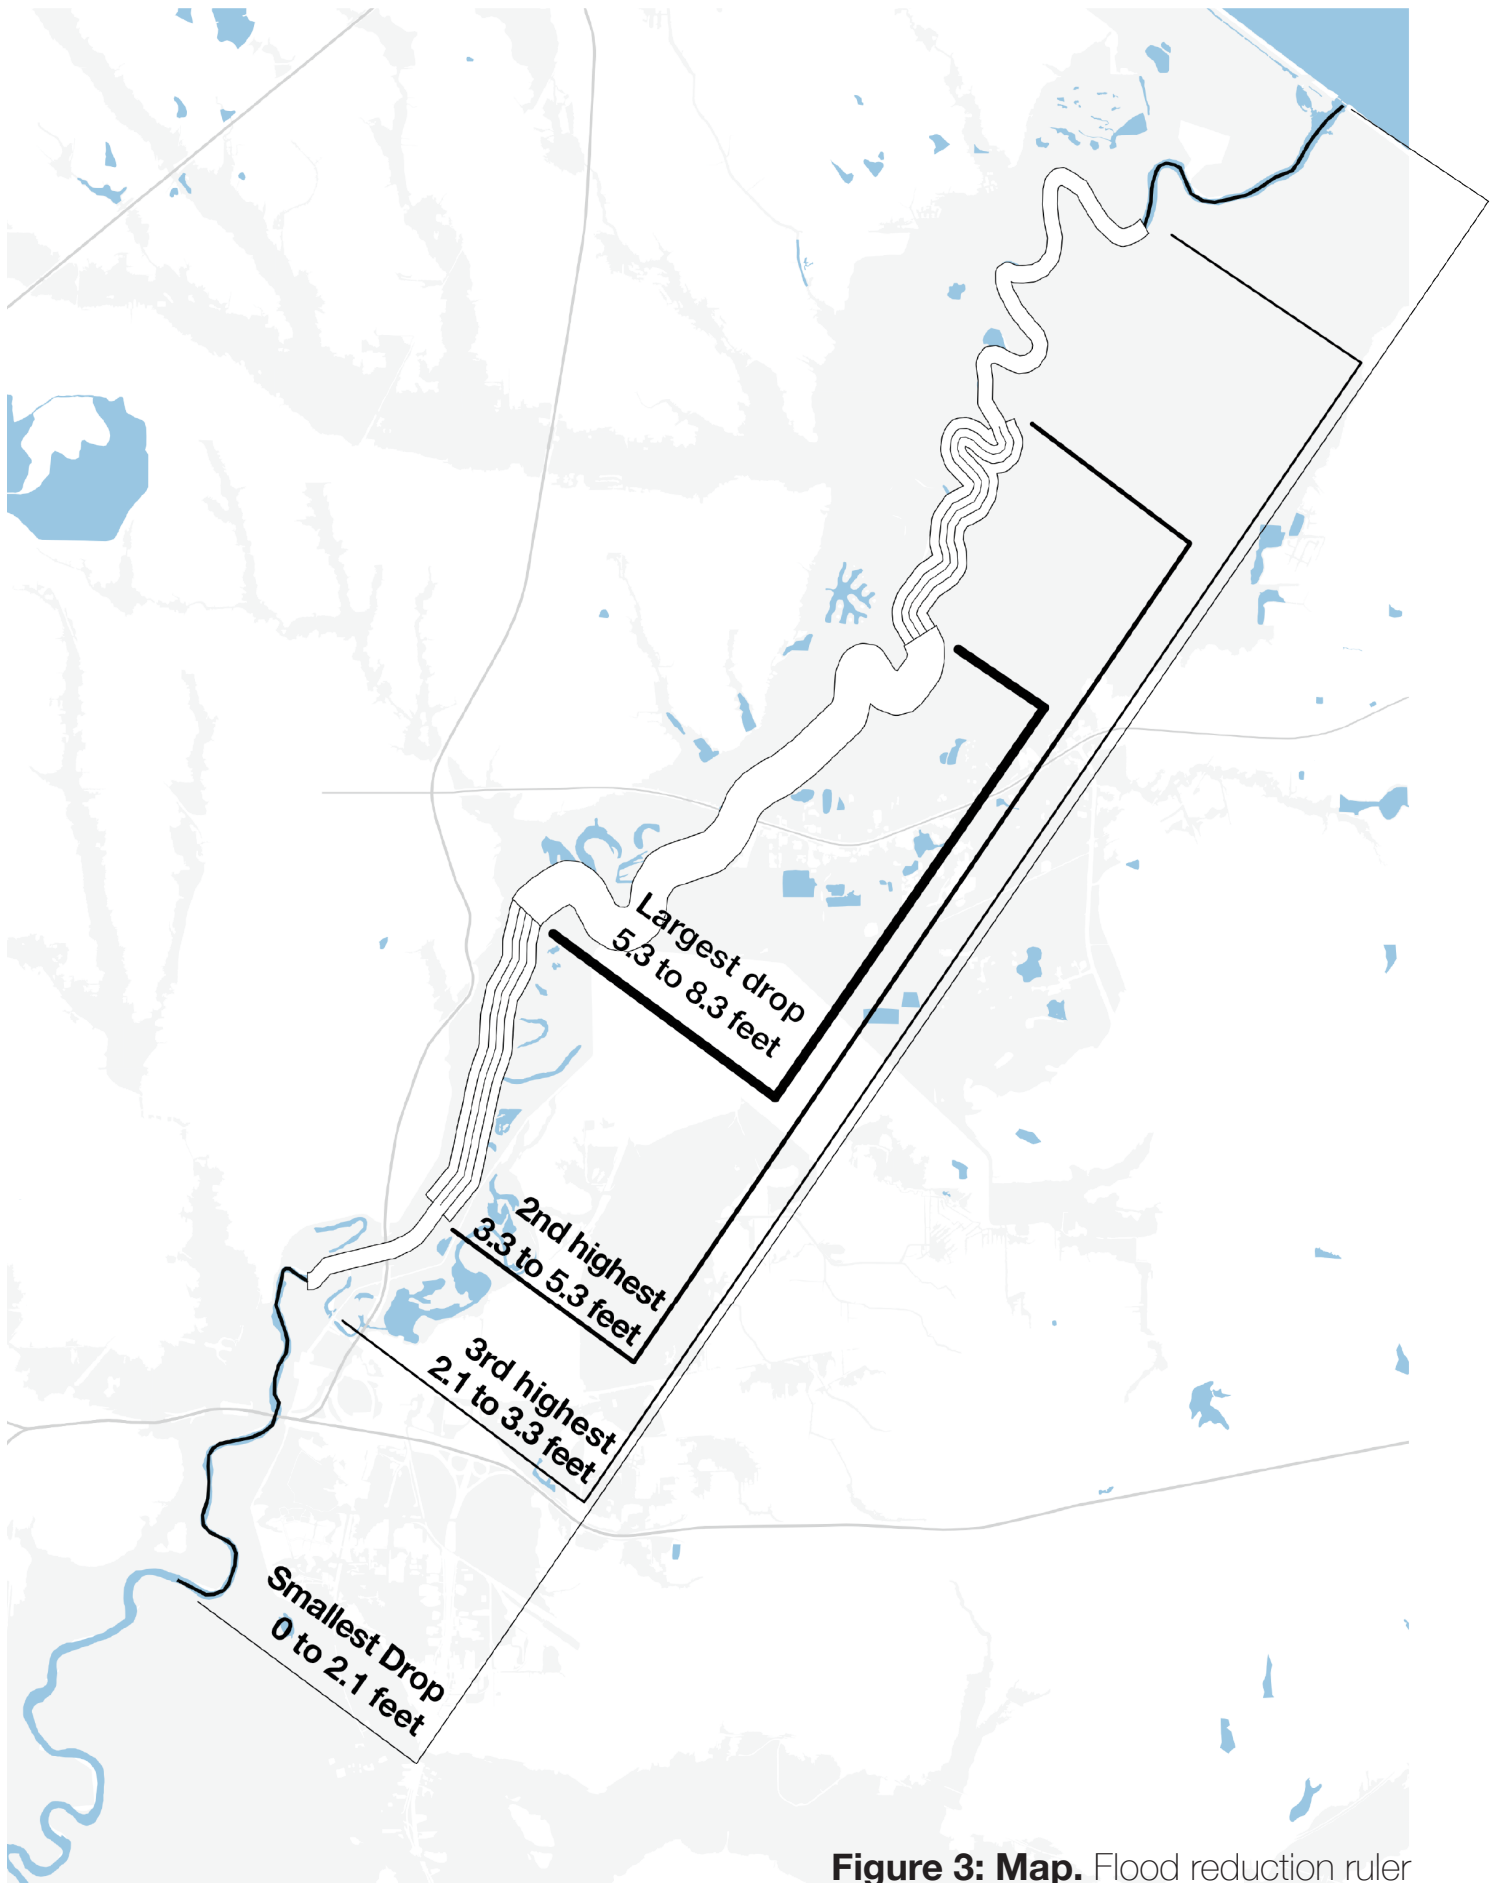 Largest drop
5.3 to 8.3 feet
2nd highest
3.3 to 5.3 feet
3rd highest
2.1 to 3.3 feet
Smallest Drop
0 to 2.1 feet
Figure 3: Map. Flood reduction ruler